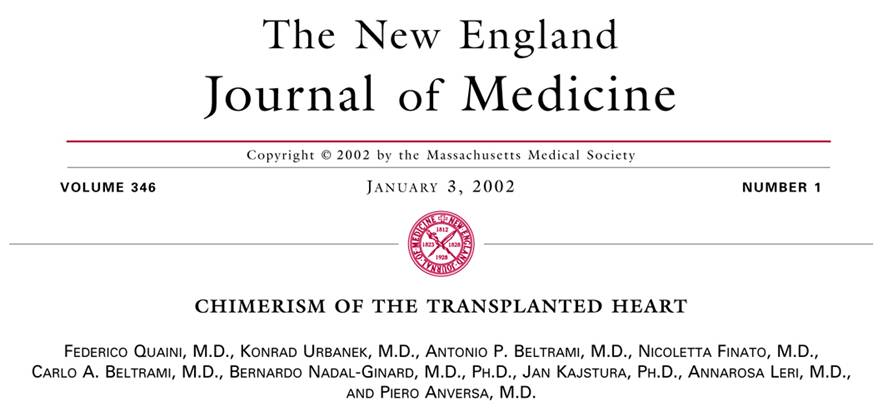 The New England
Journal of Medicine
Copyright © 2002 by the Massachusetts Medical Society
VOLUME 346
JANUARY 3, 2002
NUMBER 1
MEDICINE NEW ENGLAND JOURNAL OF
1812
1823 1828
1928
CHIMERISM OF THE TRANSPLANTED HEART
FEDERICO QUAINI, M.D., KONRAD URBANEK, M.D., ANTONIO P. BELTRAMI, M.D., NICOLETTA FINATO, M.D.,
CARLO A. BELTRAMI, M.D., BERNARDO NADAL-GINARD, M.D., PH.D., JAN KAJSTURA, PH.D., ANNAROSA LERI, M.D.,
AND PIERO ANVERSA, M.D.